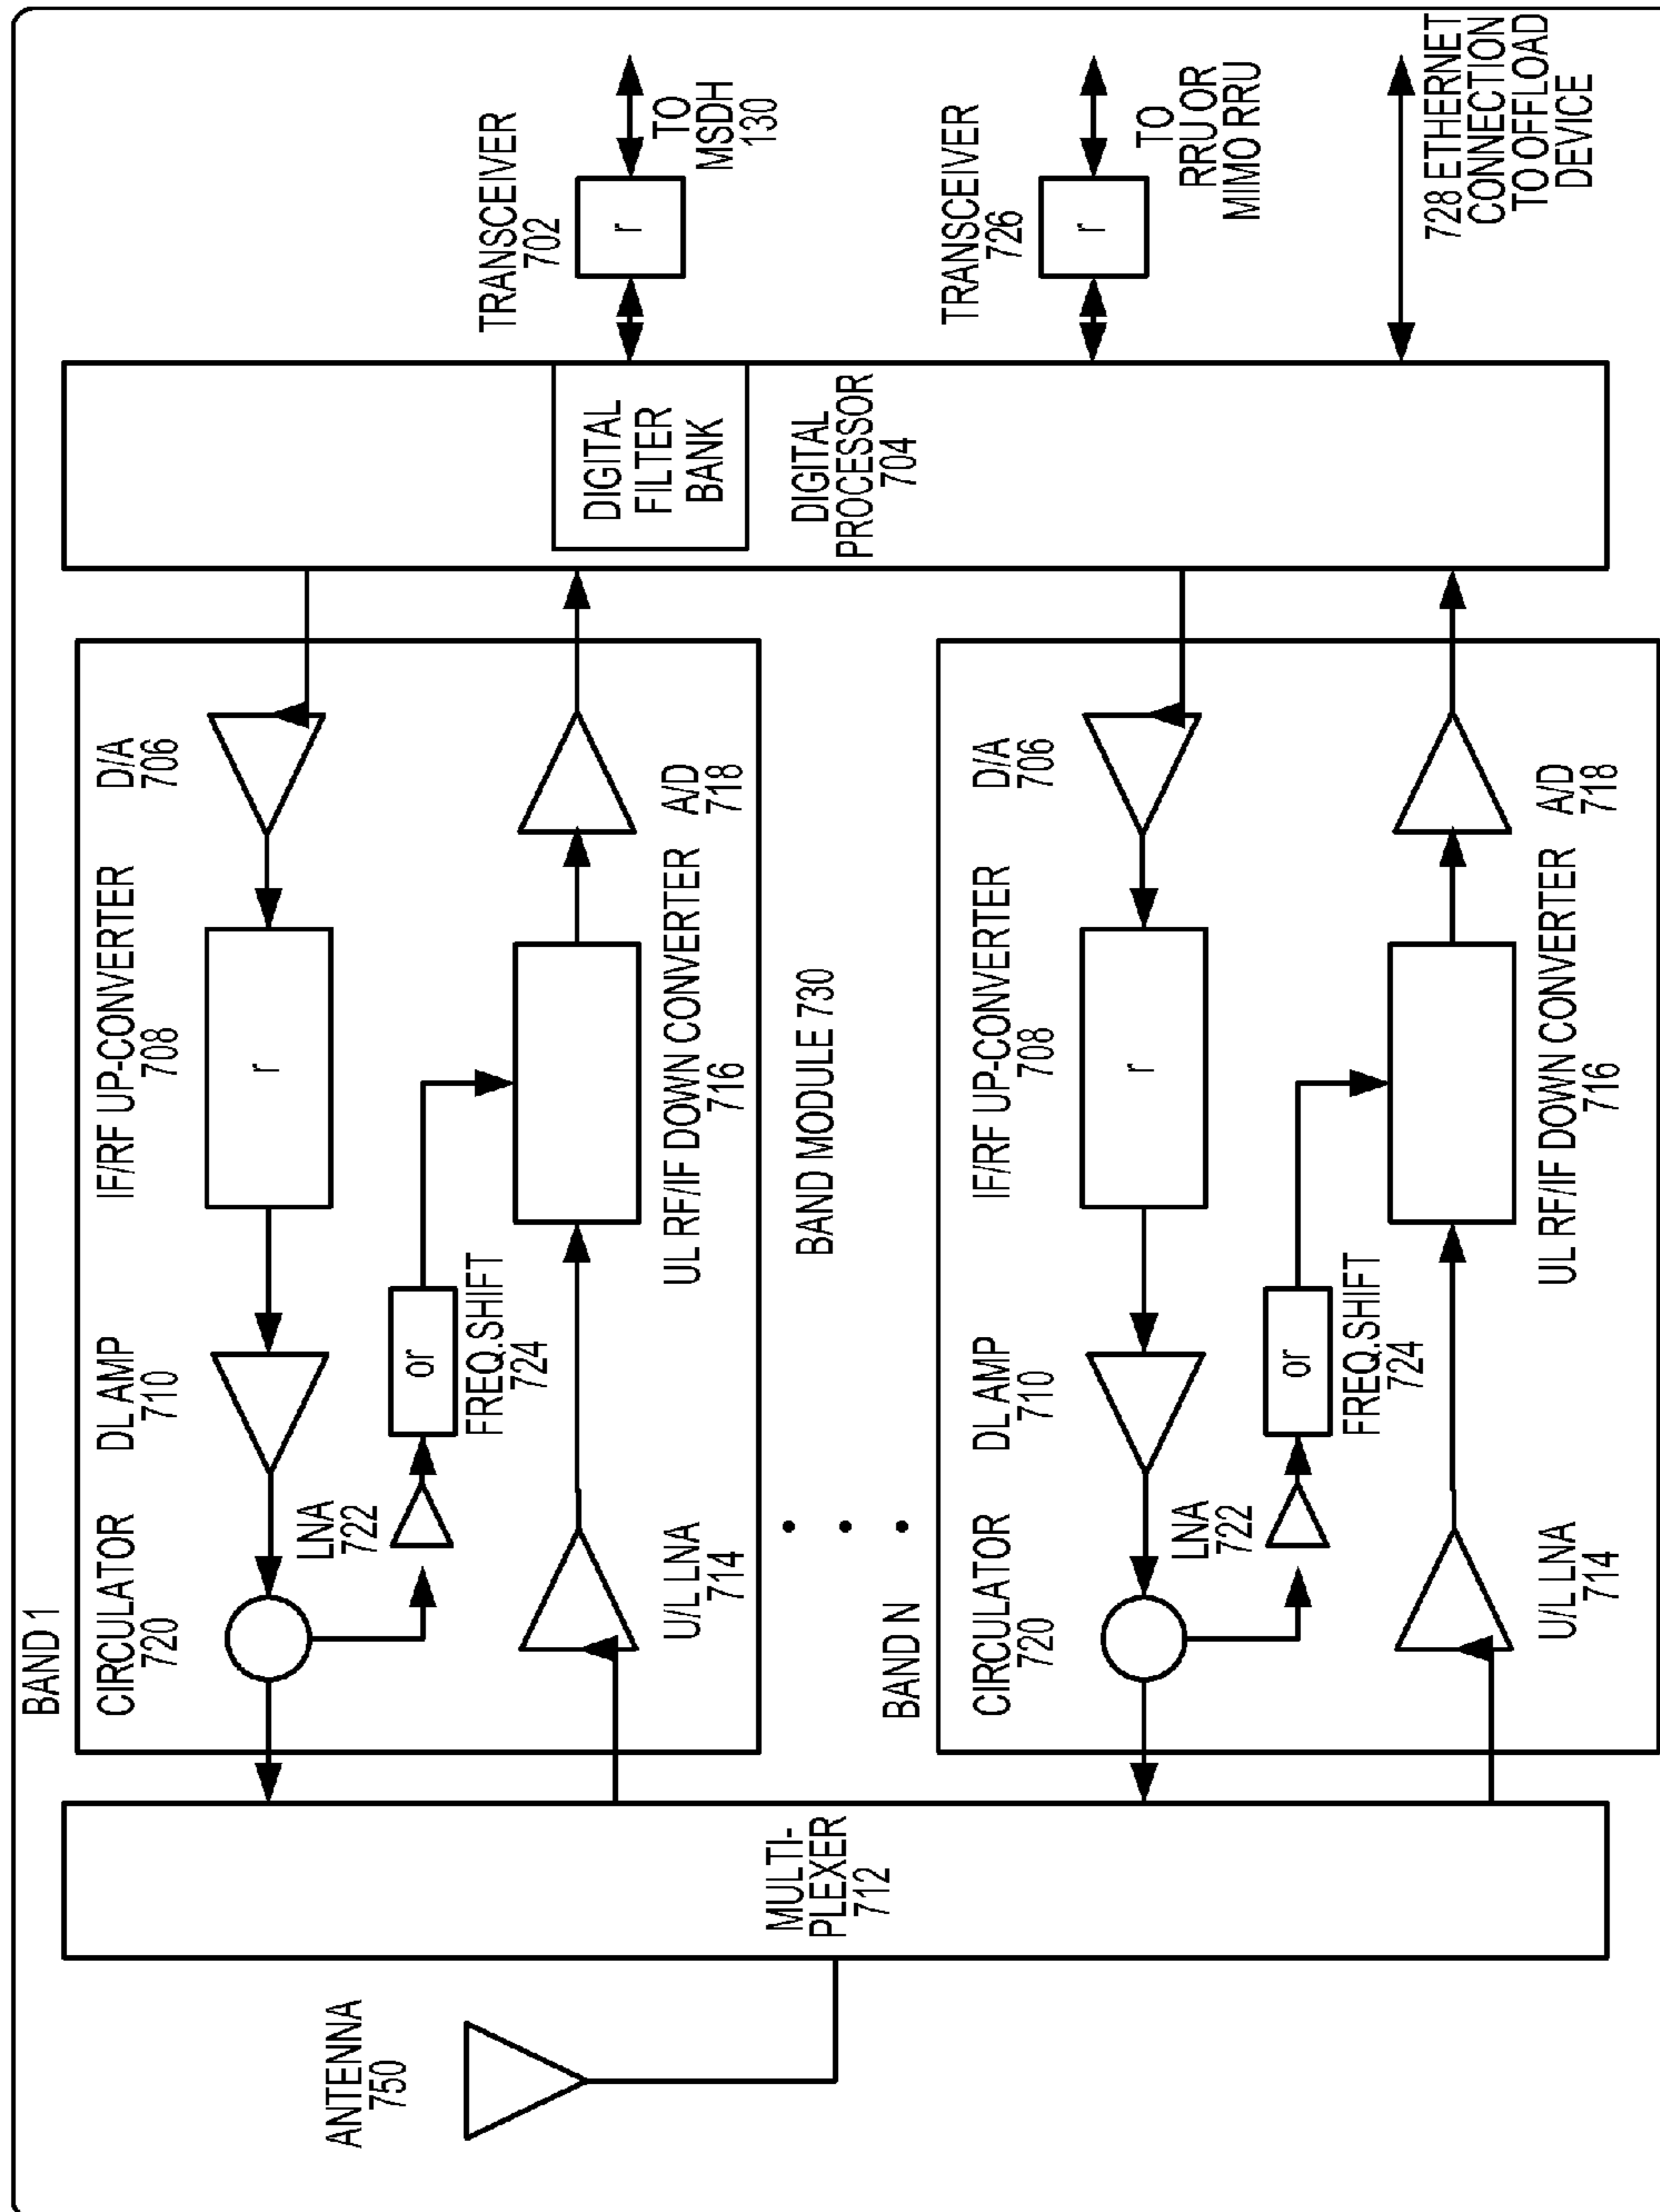 BAND 1
CIRCULATOR
720
DL AMP
710
IF/RF UP-CONVERTER
708
D/A
706
r
LNA
722
or
FREQ.SHIFT
724
U/L LNA
714
UL RF/IF DOWN CONVERTER
716
A/D
718
BAND MODULE 730
BAND N
CIRCULATOR
720
DL AMP
710
IF/RF UP-CONVERTER
708
D/A
706
r
LNA
722
or
FREQ.SHIFT
724
U/L LNA
714
UL RF/IF DOWN CONVERTER
716
A/D
718
ANTENNA
750
MULTI-
PLEXER
712
DIGITAL
FILTER
BANK
DIGITAL
PROCESSOR
704
TRANSCEIVER
702
r
TO
MSDH
130
TRANSCEIVER
726
r
TO
RRU OR
MIMO RRU
728 ETHERNET
CONNECTION
TO OFFLOAD
DEVICE